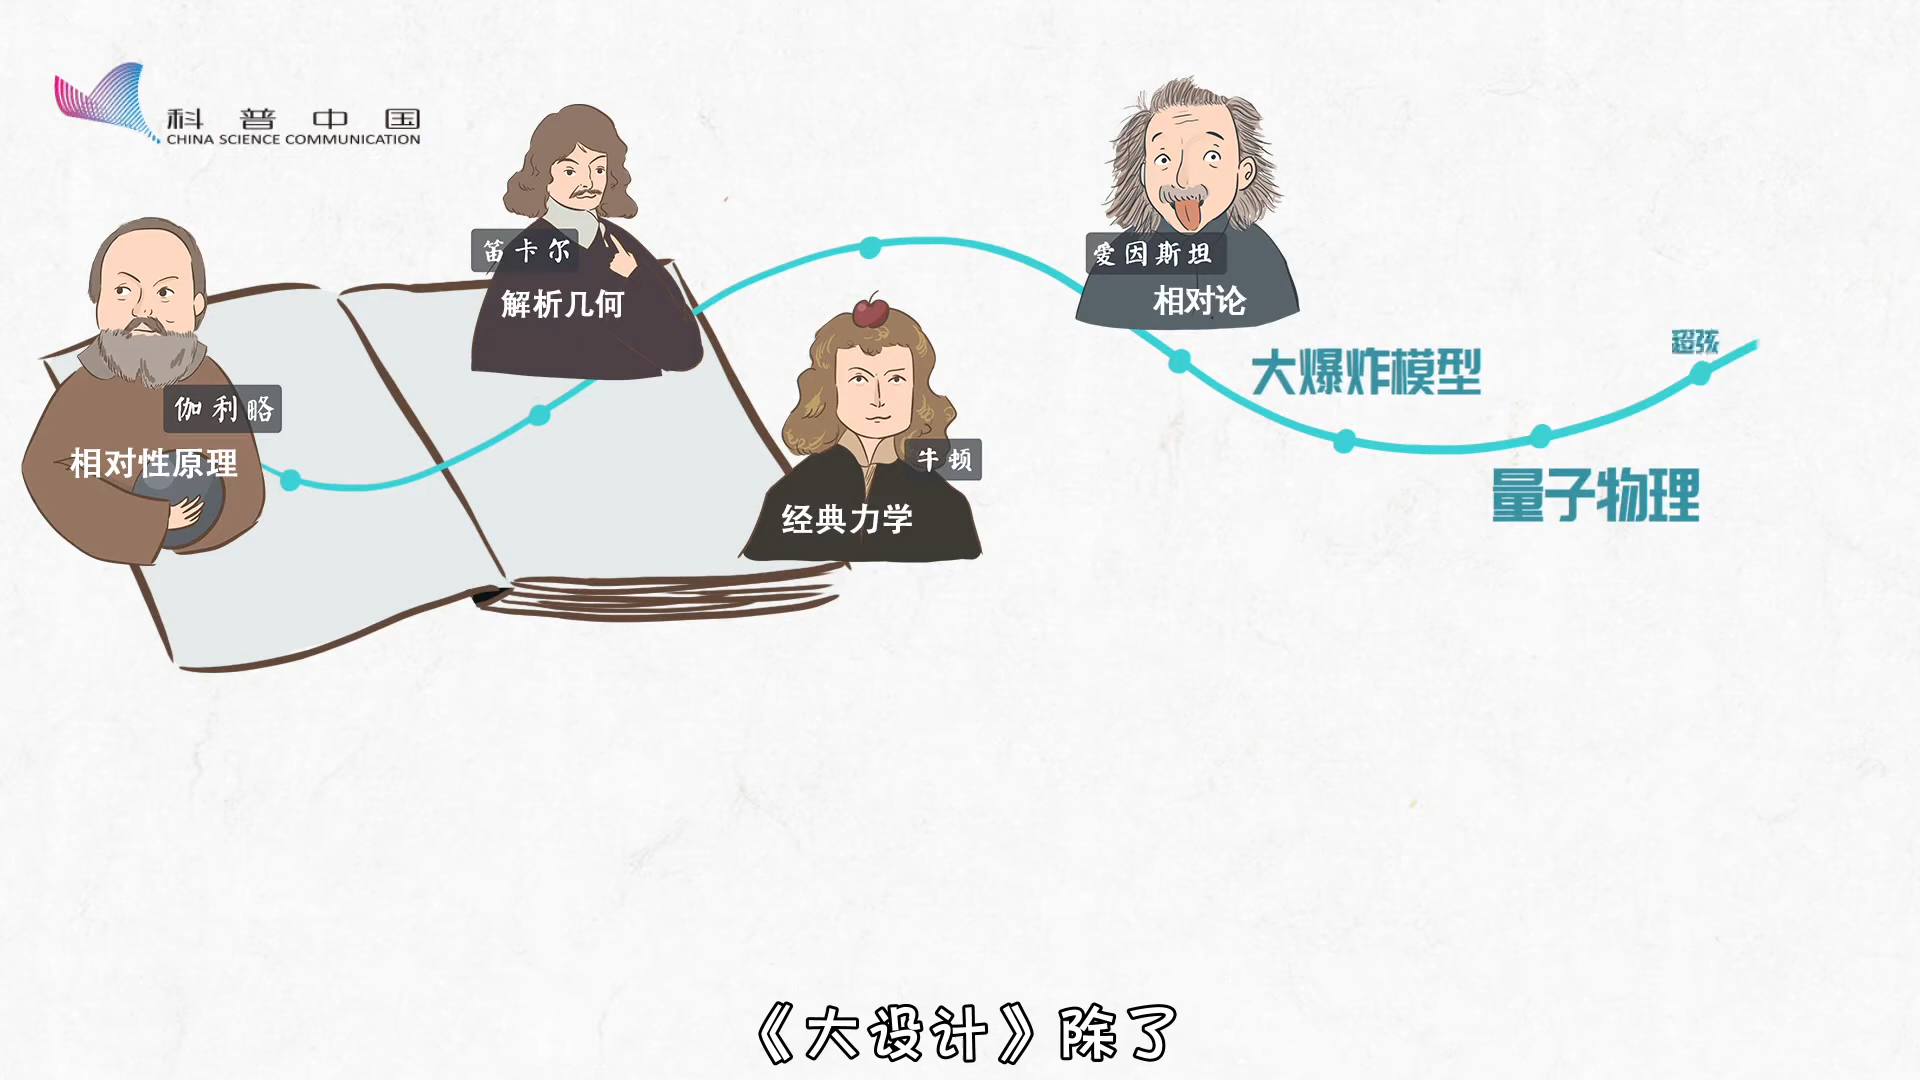 科普中国
CHINA SCIENCE COMMUNICATION
伽利略
相对性原理
笛卡尔
解析几何
牛顿
经典力学
爱因斯坦
相对论
大爆炸模型
量子物理
超弦
《大设计》除了